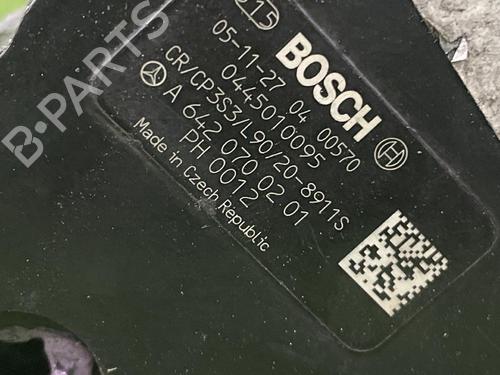 515
BOSCH
05-11-27 04 00570
0445010095
CR/CP3S3/L90/20-8911S
A 642 070 02 01
PH 0012
Made in Czech Republic
B-PARTS